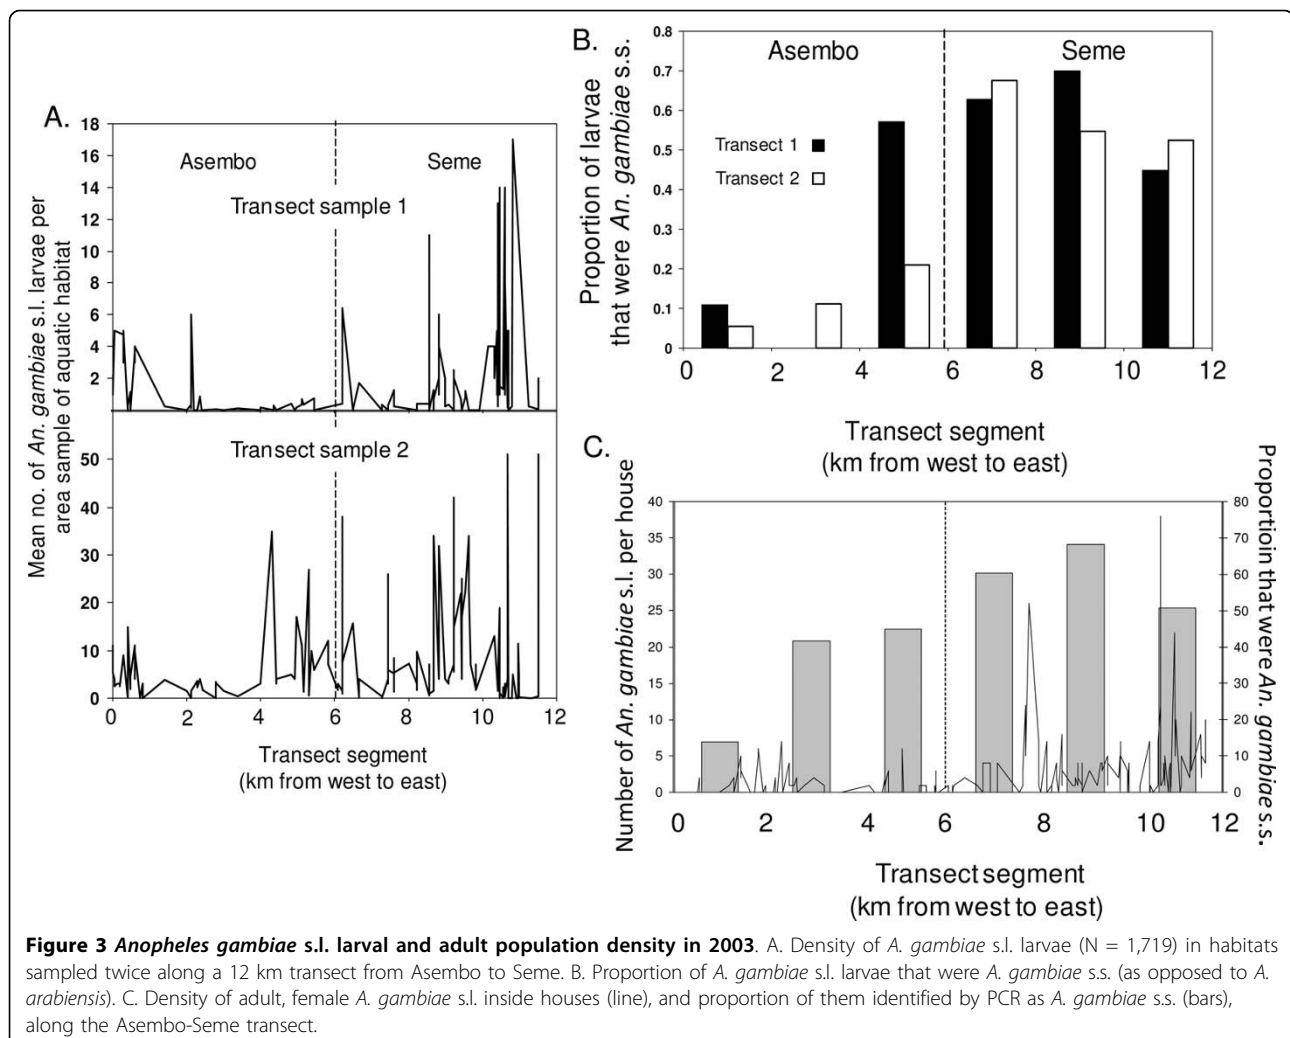 A.
Mean no. of An. gambiae s.l. larvae per
area sample of aquatic habitat
18
16
14
12
10
8
6
4
2
Asembo
Seme
Transect sample 1
Transect sample 2
50
40
30
20
10
0
0 2 4 6 8 10 12
Transect segment
(km from west to east)
B.
Proportion of larvae
that were An. gambiae s.s.
0.8
0.7
0.6
0.5
0.4
0.3
0.2
0.1
0
Asembo
Seme
Transect 1
Transect 2
0 2 4 6 8 10 12
Transect segment
(km from west to east)
C.
Number of An. gambiae s.l. per house
40
35
30
25
20
15
10
5
0
80
70
60
50
40
30
20
10
0
Proportioin that were An. gambiae s.s.
0 2 4 6 8 10 12
Transect segment
(km from west to east)
Figure 3 Anopheles gambiae s.l. larval and adult population density in 2003. A. Density of A. gambiae s.l. larvae (N = 1,719) in habitats
sampled twice along a 12 km transect from Asembo to Seme. B. Proportion of A. gambiae s.l. larvae that were A. gambiae s.s. (as opposed to A.
arabiensis). C. Density of adult, female A. gambiae s.l. inside houses (line), and proportion of them identified by PCR as A. gambiae s.s. (bars),
along the Asembo-Seme transect.